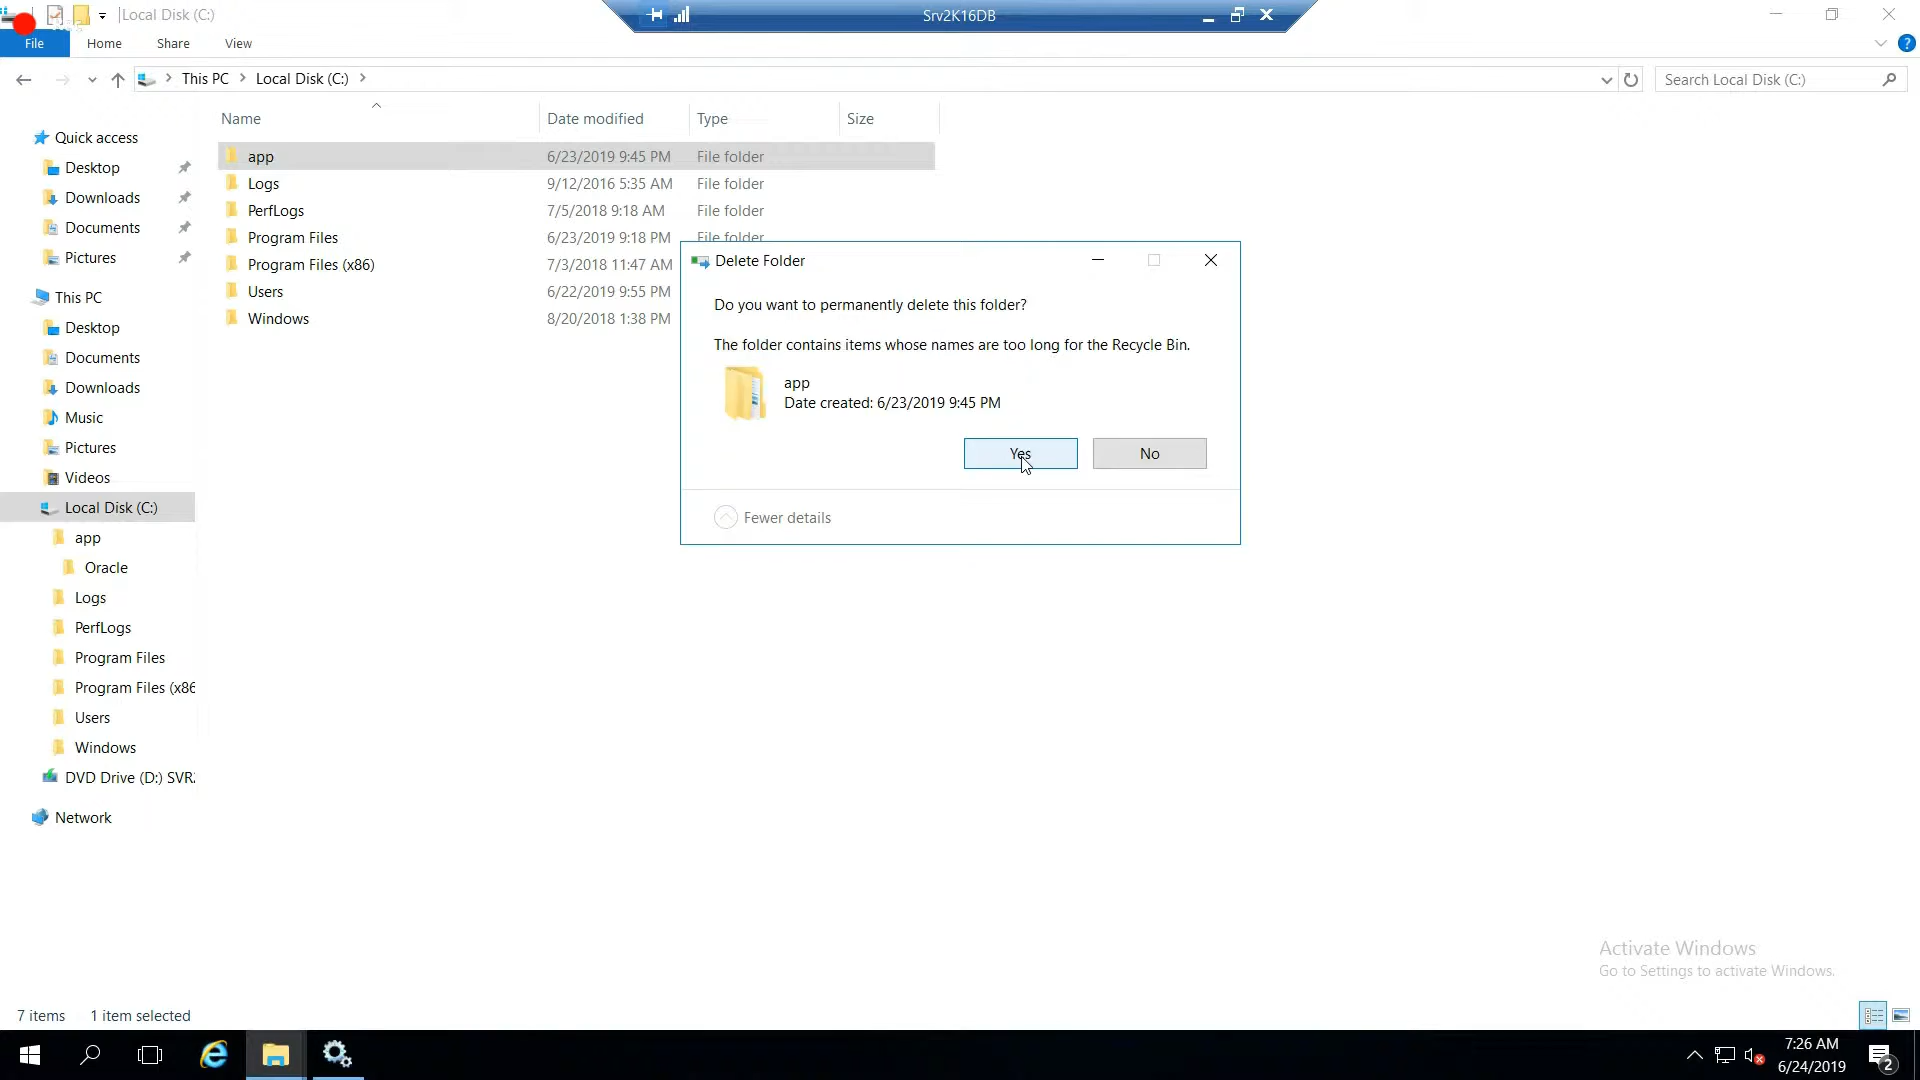 Local Disk (C:)
Srv2K16DB
File
Home
Share
View
This PC
Local Disk (C:)
Search Local Disk (C:)
Name
Date modified
Type
Size
Quick access
Desktop
Downloads
Documents
Pictures
This PC
Desktop
Documents
Downloads
Music
Pictures
Videos
Local Disk (C:)
app
Oracle
Logs
PerfLogs
Program Files
Program Files (x86
Users
Windows
DVD Drive (D:) SVR
Network
app 6/23/2019 9:45 PM File folder
Logs 9/12/2016 5:35 AM File folder
PerfLogs 7/5/2018 9:18 AM File folder
Program Files 6/23/2019 9:18 PM File folder
Program Files (x86) 7/3/2018 11:47 AM
Users 6/22/2019 9:55 PM
Windows 8/20/2018 1:38 PM
Delete Folder
Do you want to permanently delete this folder?
The folder contains items whose names are too long for the Recycle Bin.
app
Date created: 6/23/2019 9:45 PM
Yes
No
Fewer details
Activate Windows
Go to Settings to activate Windows.
7 items
1 item selected
7:26 AM
6/24/2019
2